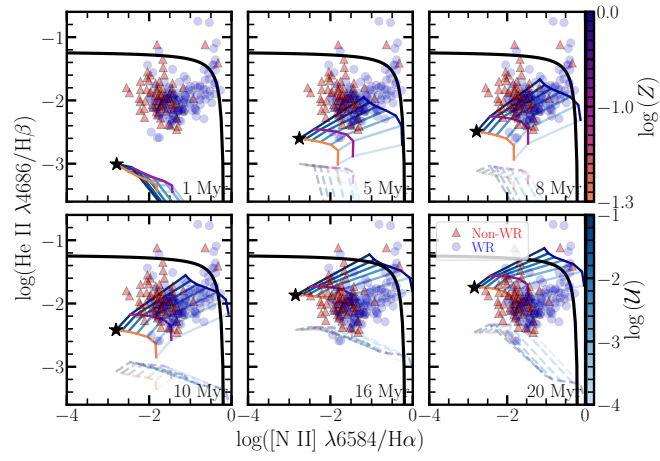 0.0
−1
−2
−3
1 Myr
5 Myr
8 Myr
−1.0
−1.3
log (Z)
log(He II λ4686/Hβ)
Non-WR
WR
−1
−2
−3
10 Myr
16 Myr
20 Myr
−1
−2
−3
−4
log (U)
−4 −2 0 −4 −2 0 −4 −2 0
log([N II] λ6584/Hα)